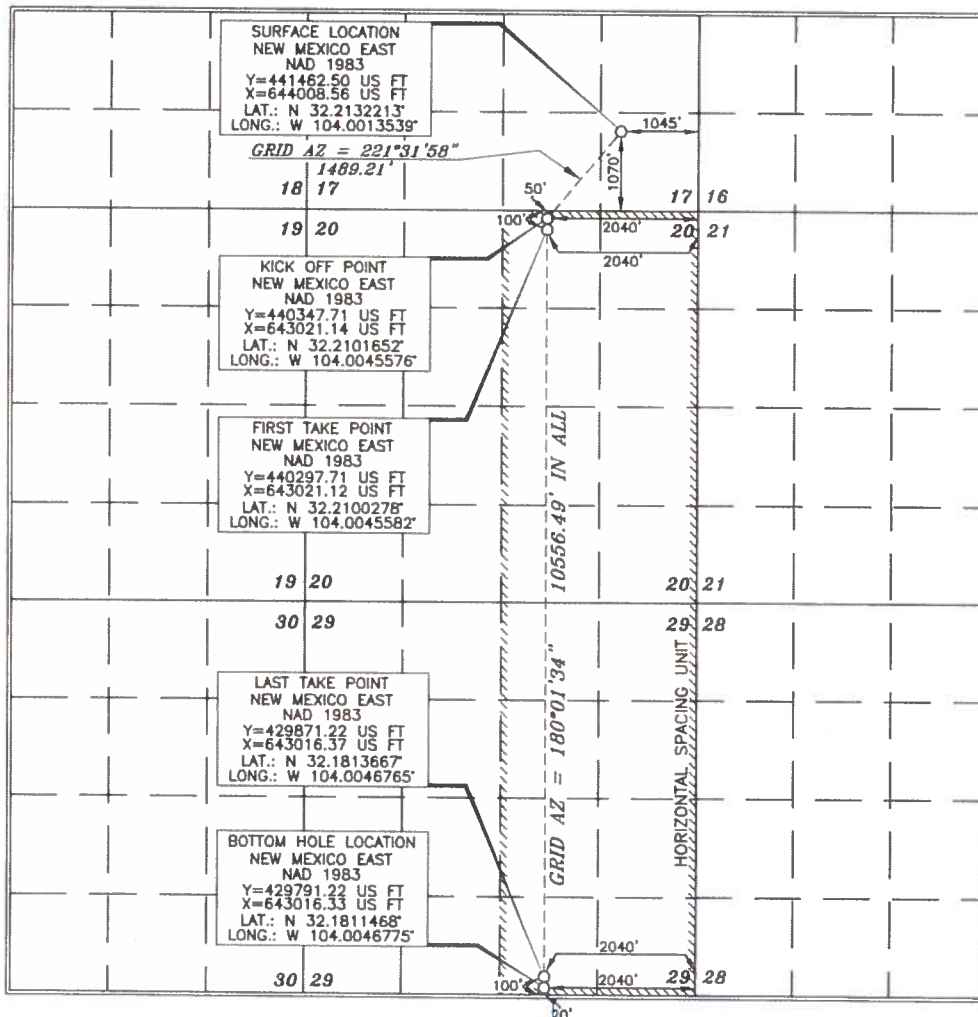 SURFACE LOCATION
NEW MEXICO EAST
NAD 1983
Y=441462.50 US FT
X=644008.56 US FT
LAT.: N 32.2132213°
LONG.: W 104.0013539°
1045'
GRID AZ = 221°31'58"
1489.21'
1070'
18 17
50'
17 16
100'
2040'
19 20
20 21
2040'
KICK OFF POINT
NEW MEXICO EAST
NAD 1983
Y=440347.71 US FT
X=643021.14 US FT
LAT.: N 32.2101652°
LONG.: W 104.0045576°
FIRST TAKE POINT
NEW MEXICO EAST
NAD 1983
Y=440297.71 US FT
X=643021.12 US FT
LAT.: N 32.2100278°
LONG.: W 104.0045582°
GRID AZ = 180°01'34" 10556.49' IN ALL
19 20
20 21
30 29
29 28
HORIZONTAL SPACING UNIT
LAST TAKE POINT
NEW MEXICO EAST
NAD 1983
Y=429871.22 US FT
X=643016.37 US FT
LAT.: N 32.1813667°
LONG.: W 104.0046765°
BOTTOM HOLE LOCATION
NEW MEXICO EAST
NAD 1983
Y=429791.22 US FT
X=643016.33 US FT
LAT.: N 32.1811468°
LONG.: W 104.0046775°
2040'
30 29
29 28
100'
2040'
20'